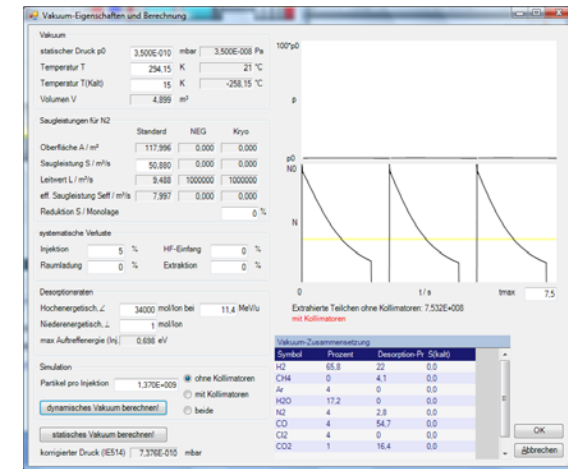 Vakuum-Eigenschaften und Berechnung
Vakuum
statischer Druck p0 3,500E-010 mbar 3,500E-008 Pa
Temperatur T 294,15 K 21 °C
Temperatur T(Kalt) 15 K -258,15 °C
Volumen V 4,899 m³
Saugleistungen für N2
Standard NEG Kryo
Oberfläche A / m² 117,996 0,000 0,000
Saugleistung S / m³/s 50,880 0,000 0,000
Leitwert L / m³/s 9,488 1000000 1000000
eff. Saugleistung Seff / m³/s 7,997 0,000 0,000
Reduktion S / Monolage 0 %
systematische Verluste
Injektion 5 % HF-Einfang 0 %
Raumladung 0 % Extraktion 0 %
Desorptionsraten
Hochenergetisch,∠ 34000 mol/Ion bei 11,4 MeV/u
Niederenergetisch,⊥ 1 mol/Ion
max Auftreffenergie (Inj.) 0,698 eV
Simulation
Partikel pro Injektion 1,370E+009
ohne Kollimatoren
mit Kollimatoren
beide
dynamisches Vakuum berechnen!
statisches Vakuum berechnen!
korrigierter Druck (IE514) 7,376E-010 mbar
100*p0
p
p0
N0
N
0 t / s tmax 7.5
Extrahierte Teilchen ohne Kollimatoren: 7,532E+008
mit Kollimatoren
Vakuum-Zusammensetzung
Symbol Prozent Desorption-Pr S(kalt)
H2 65,8 22 0,0
CH4 0 4,1 0,0
Ar 4 0 0,0
H2O 17,2 0 0,0
N2 4 2,8 0,0
CO 4 54,7 0,0
Cl2 4 0 0,0
CO2 1 16,4 0,0
OK
Abbrechen